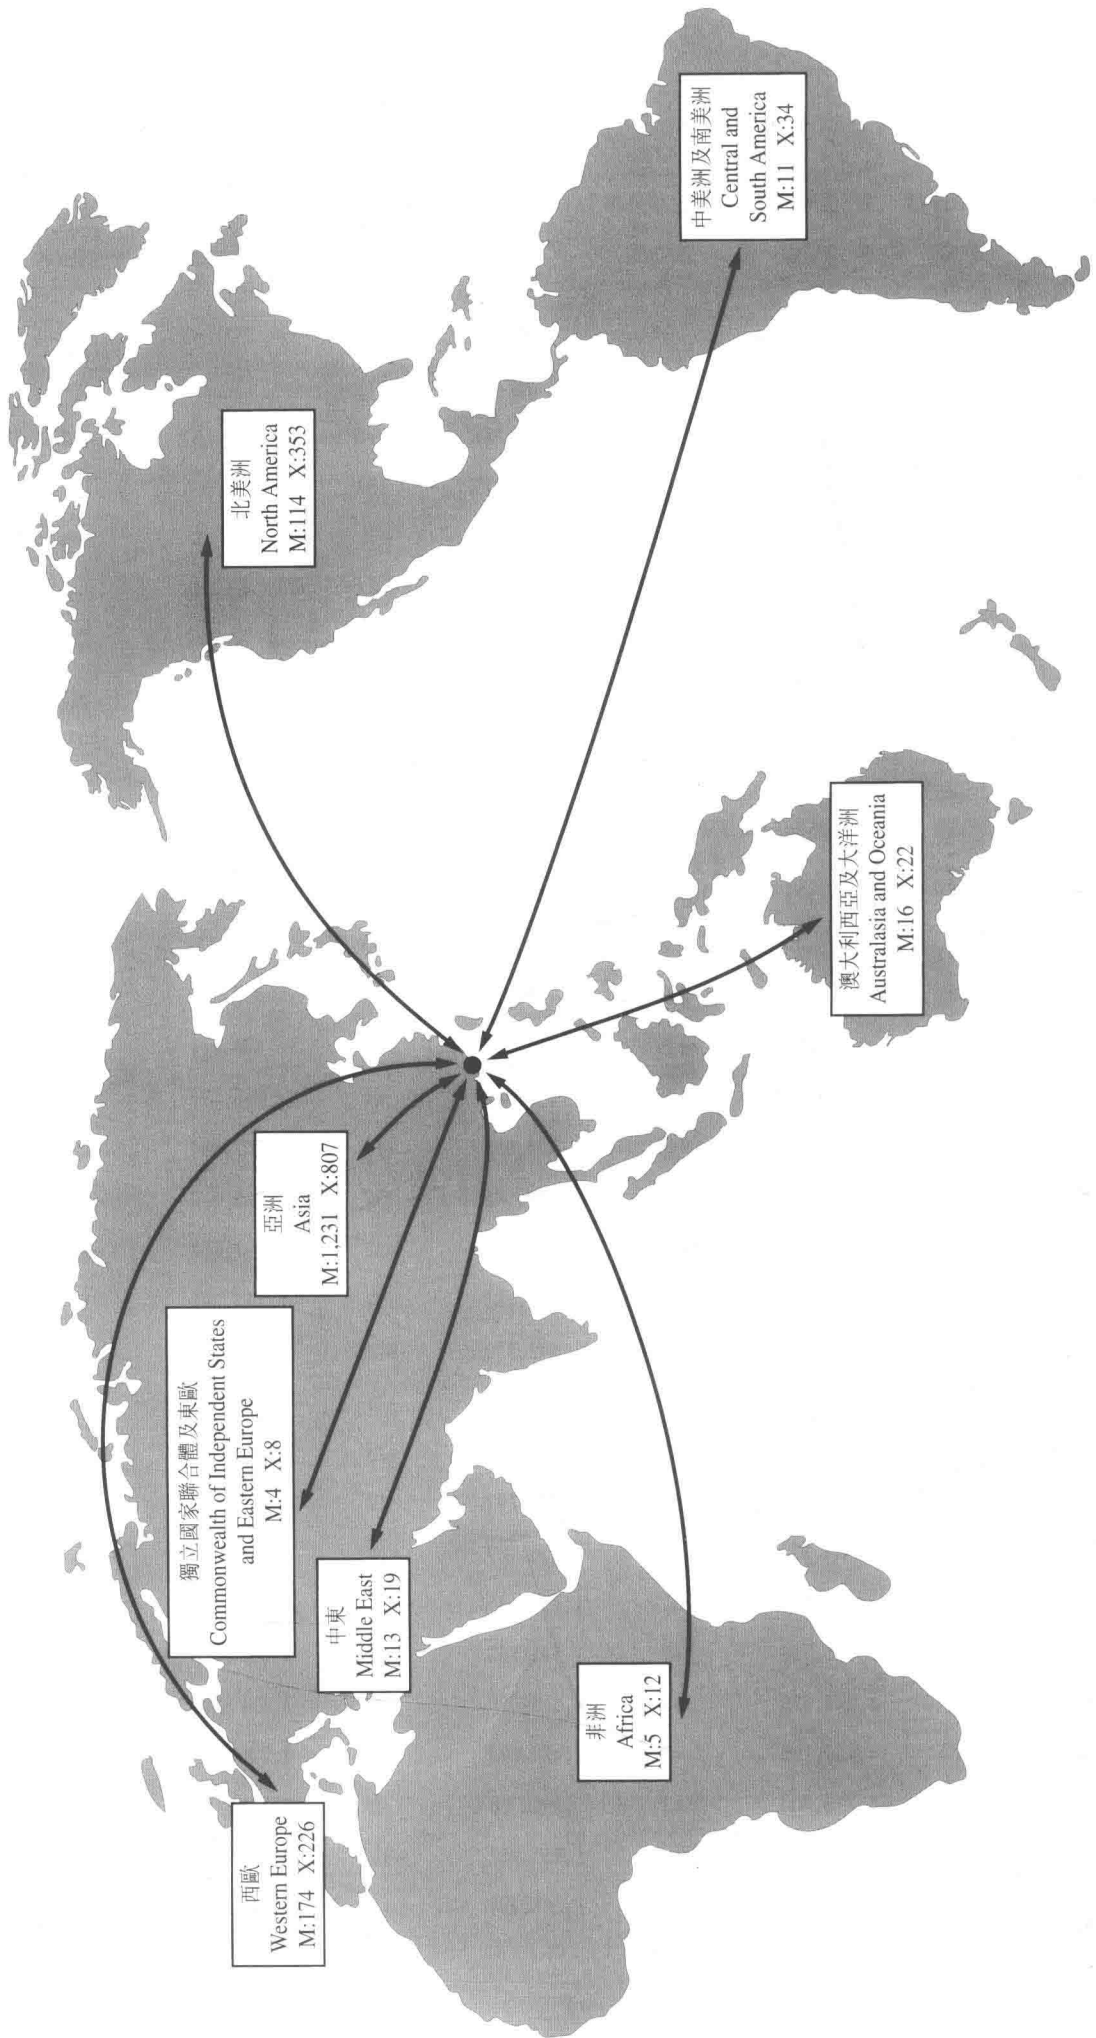 西歐
Western Europe
M:174 X:226
獨立國家聯合體及東歐
Commonwealth of Independent States
and Eastern Europe
M:4 X:8
中東
Middle East
M:13 X:19
非洲
Africa
M:5 X:12
亞洲
Asia
M:1,231 X:807
澳大利西亞及大洋洲
Australasia and Oceania
M:16 X:22
北美洲
North America
M:114 X:353
中美洲及南美洲
Central and
South America
M:11 X:34